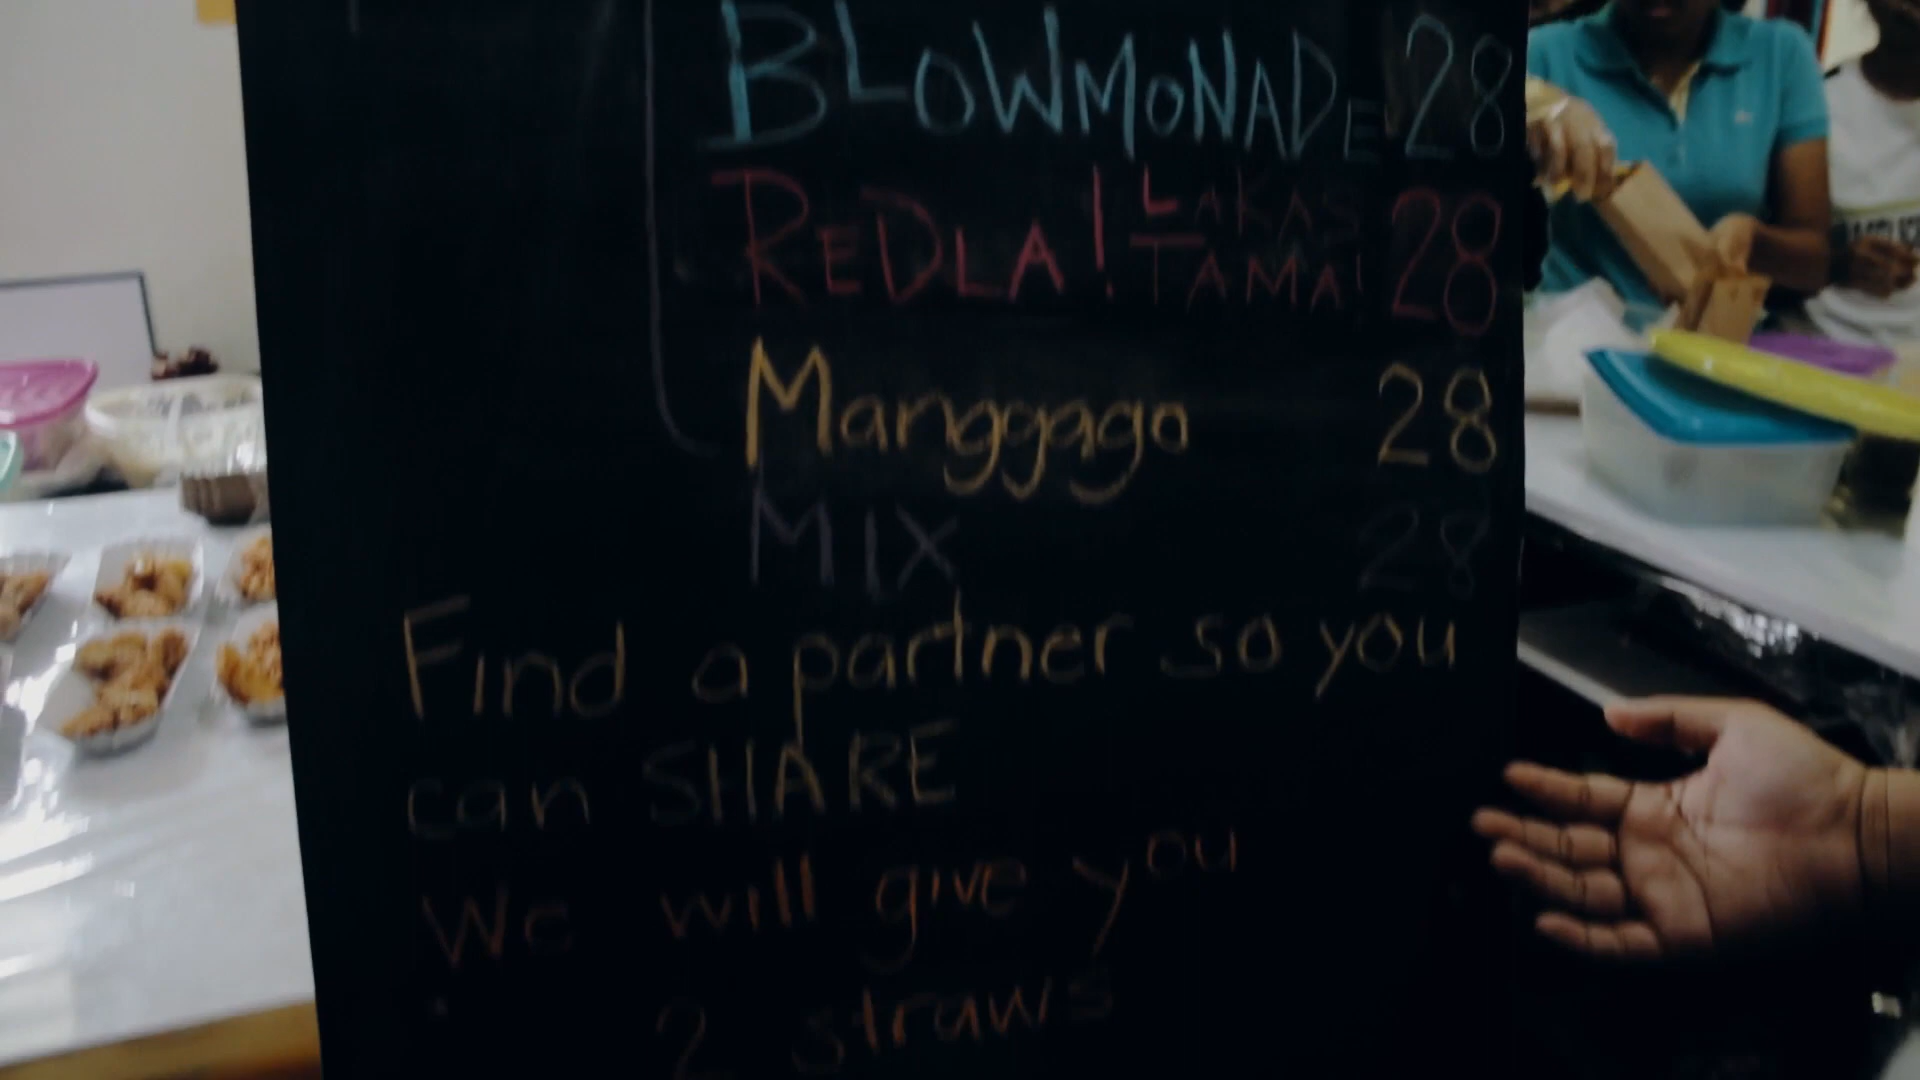 BLOWMONADE 28
REDLA! LAKAS TAMA! 28
Manggago 28
MIX 28
Find a partner so you
can SHARE
We will give you
2 straws